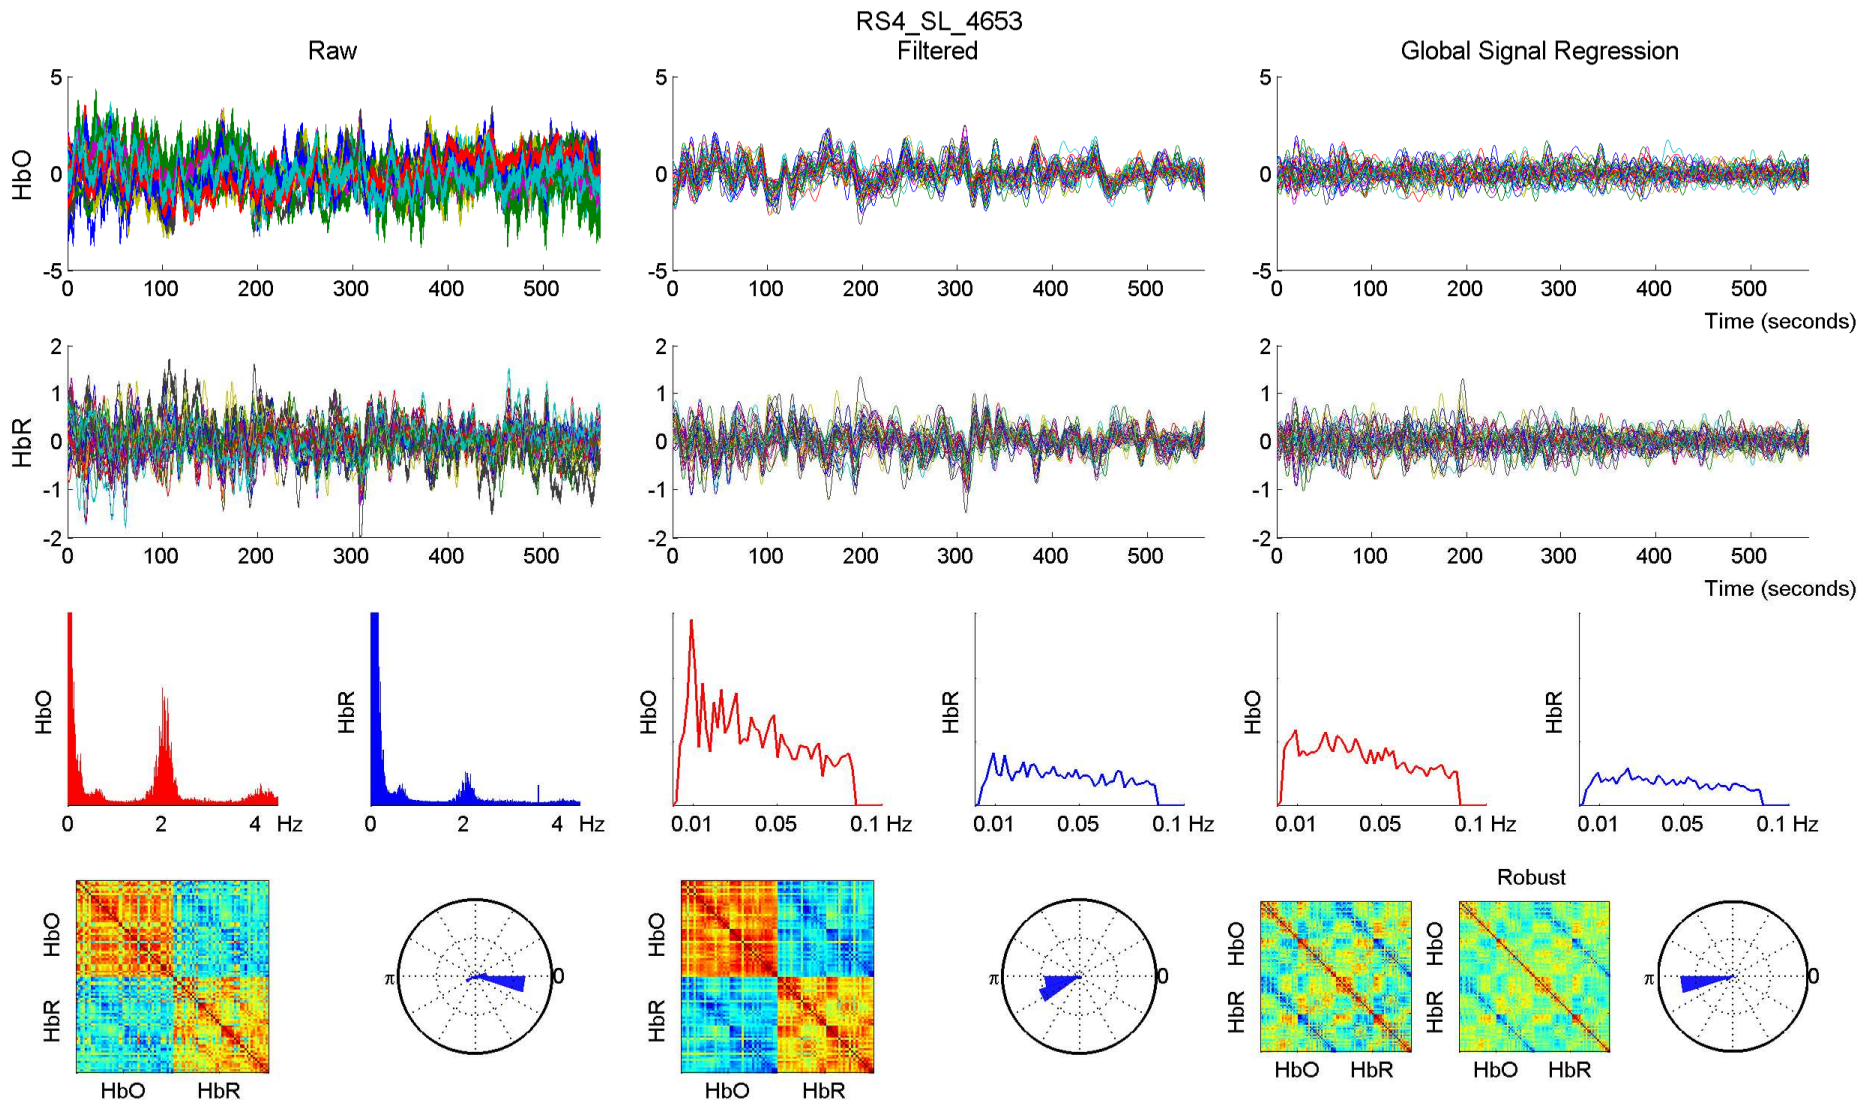 RS4_SL_4653
Raw
Filtered
Global Signal Regression
HbO
5
0
-5
0 100 200 300 400 500
5
0
-5
0 100 200 300 400 500
5
0
-5
0 100 200 300 400 500
Time (seconds)
HbR
2
1
0
-1
-2
0 100 200 300 400 500
2
1
0
-1
-2
0 100 200 300 400 500
2
1
0
-1
-2
0 100 200 300 400 500
Time (seconds)
HbO
0 2 4 Hz
HbR
0 2 4 Hz
HbO
0.01 0.05 0.1 Hz
HbR
0.01 0.05 0.1 Hz
HbO
0.01 0.05 0.1 Hz
HbR
0.01 0.05 0.1 Hz
HbO
HbR
HbO HbR
π 0
HbO
HbR
HbO HbR
π 0
HbO
HbR
HbO HbR
Robust
HbO
HbR
HbO HbR
π 0